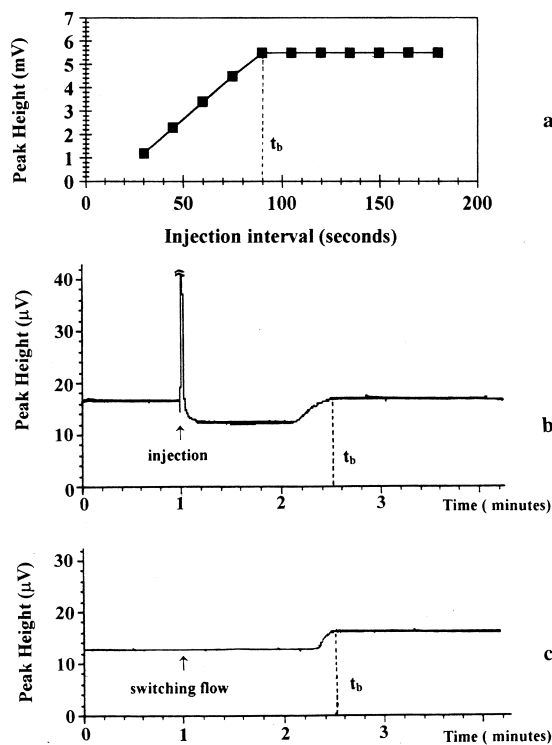 7
6
5
4
3
2
1
0
Peak Height (mV)
t_b
a
0 50 100 150 200
Injection interval (seconds)
40
30
20
10
0
Peak Height (μV)
↑
injection
t_b
b
0 1 2 3 Time ( minutes)
30
20
10
0
Peak Height (μV)
↑
switching flow
t_b
c
0 1 2 3 Time ( minutes)